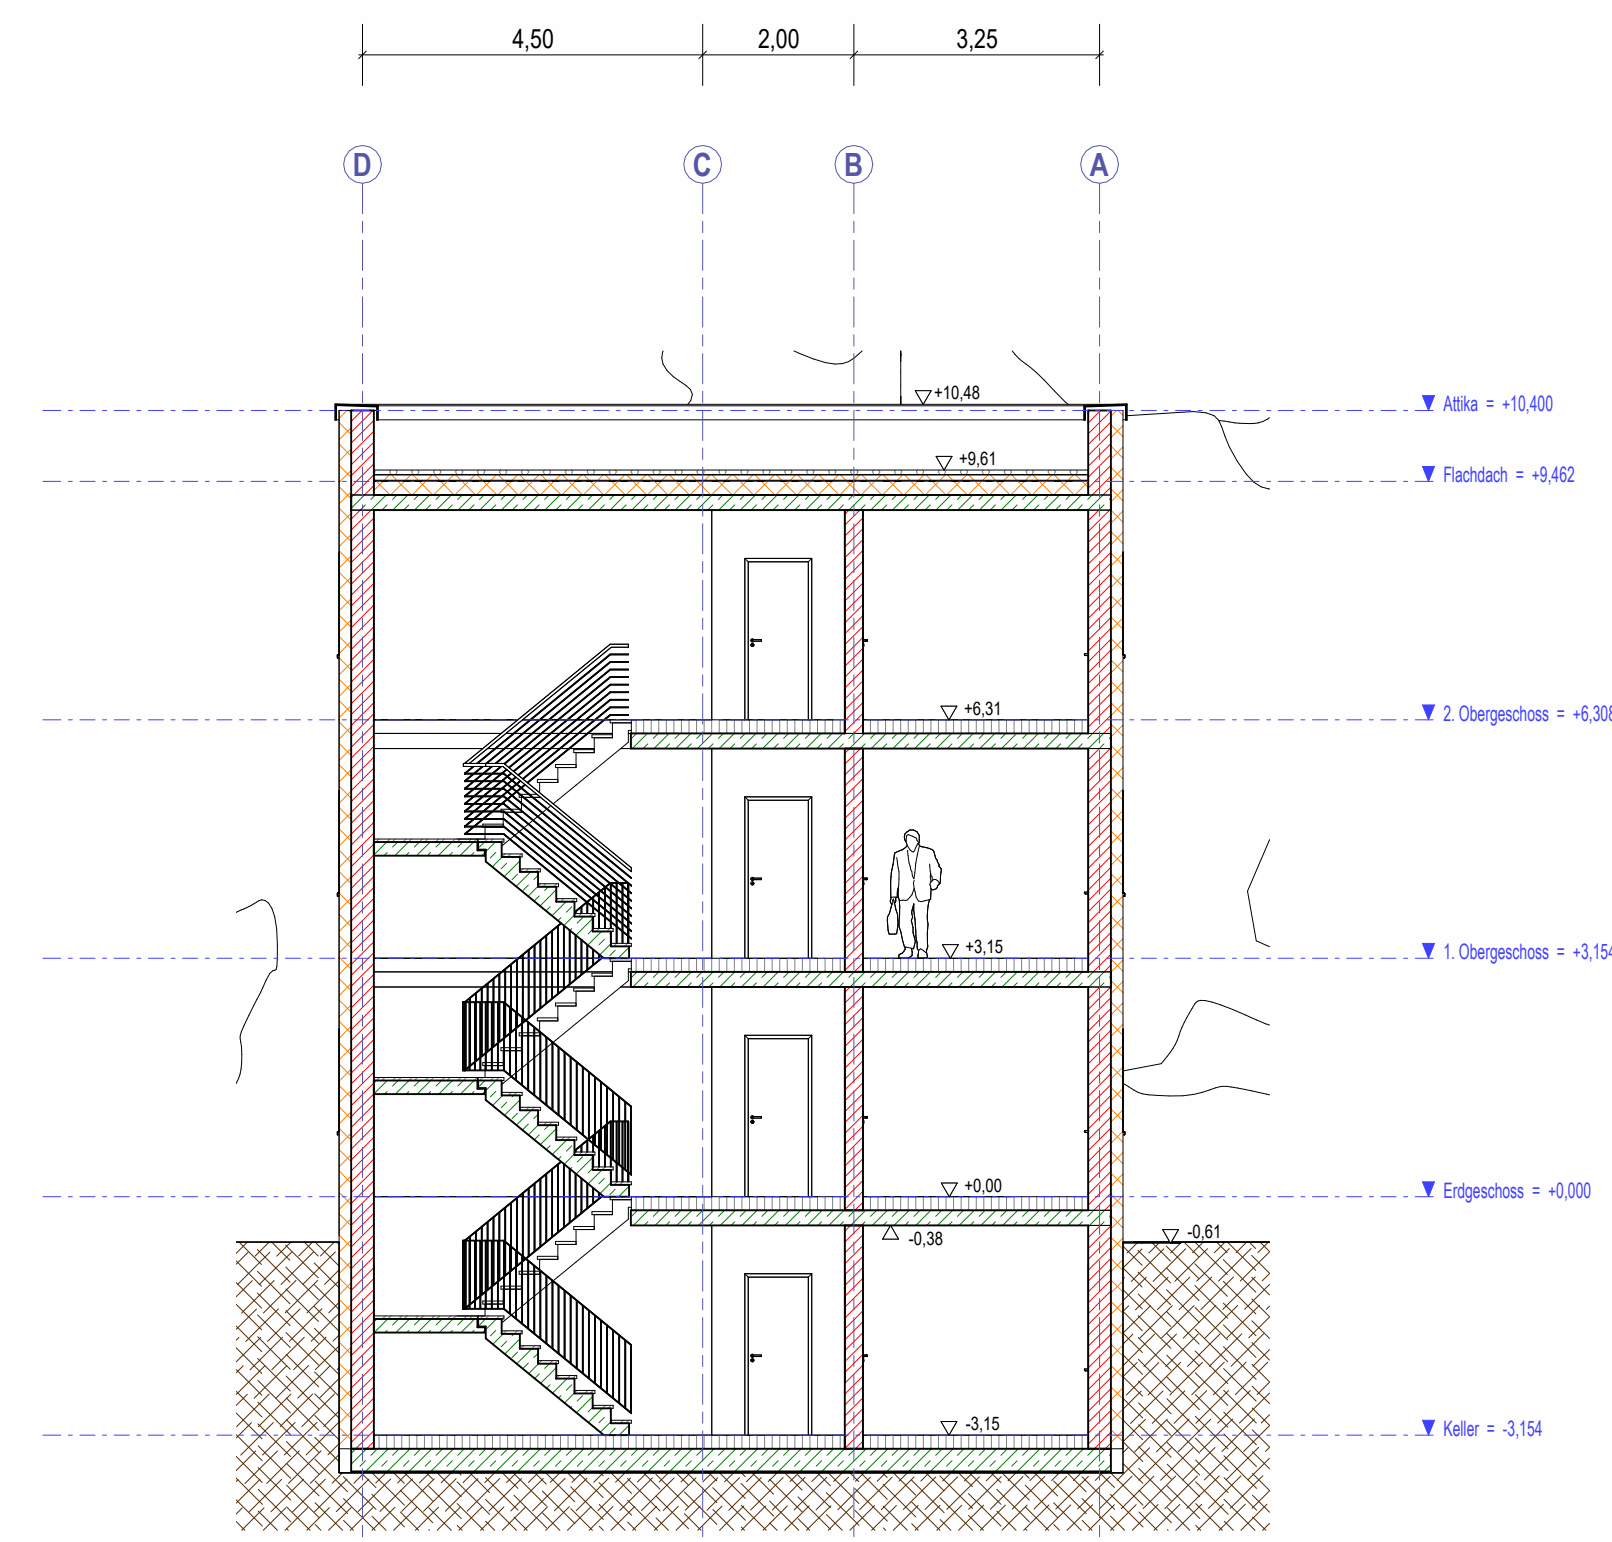 4,50 2,00 3,25
D C B A
+10,48
Attika = +10,400
+9,61
Flachdach = +9,462
+6,31
2. Obergeschoss = +6,308
+3,15
1. Obergeschoss = +3,154
+0,00
Erdgeschoss = +0,000
-0,38
-0,61
-3,15
Keller = -3,154